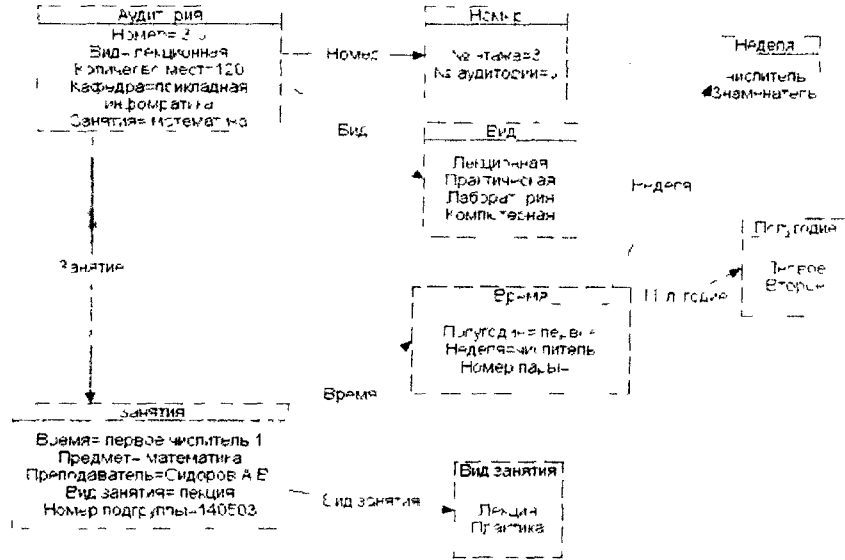 Аудитория
Номер=
Вид=лекционная
Количество мест=120
Кафедра=прикладная
информатика
Занятия= математика
Номер
Номер
№ этажа=3
№ аудитории=
Неделя
Числитель
Знаменатель
Вид
Вид
Лекционная
Практическая
Лаборатория
Компьютерная
Неделя
Полугодие
Первое
Второе
Занятие
Время
Полугодие= первое
Неделя=числитель
Номер пары=
Полугодие
Время
Занятия
Время= первое числитель 1
Предмет= математика
Преподаватель=Сидоров А.Е
Вид занятия= лекция
Номер подгруппы=140503
Вид занятия
Вид занятия
Лекция
Практика